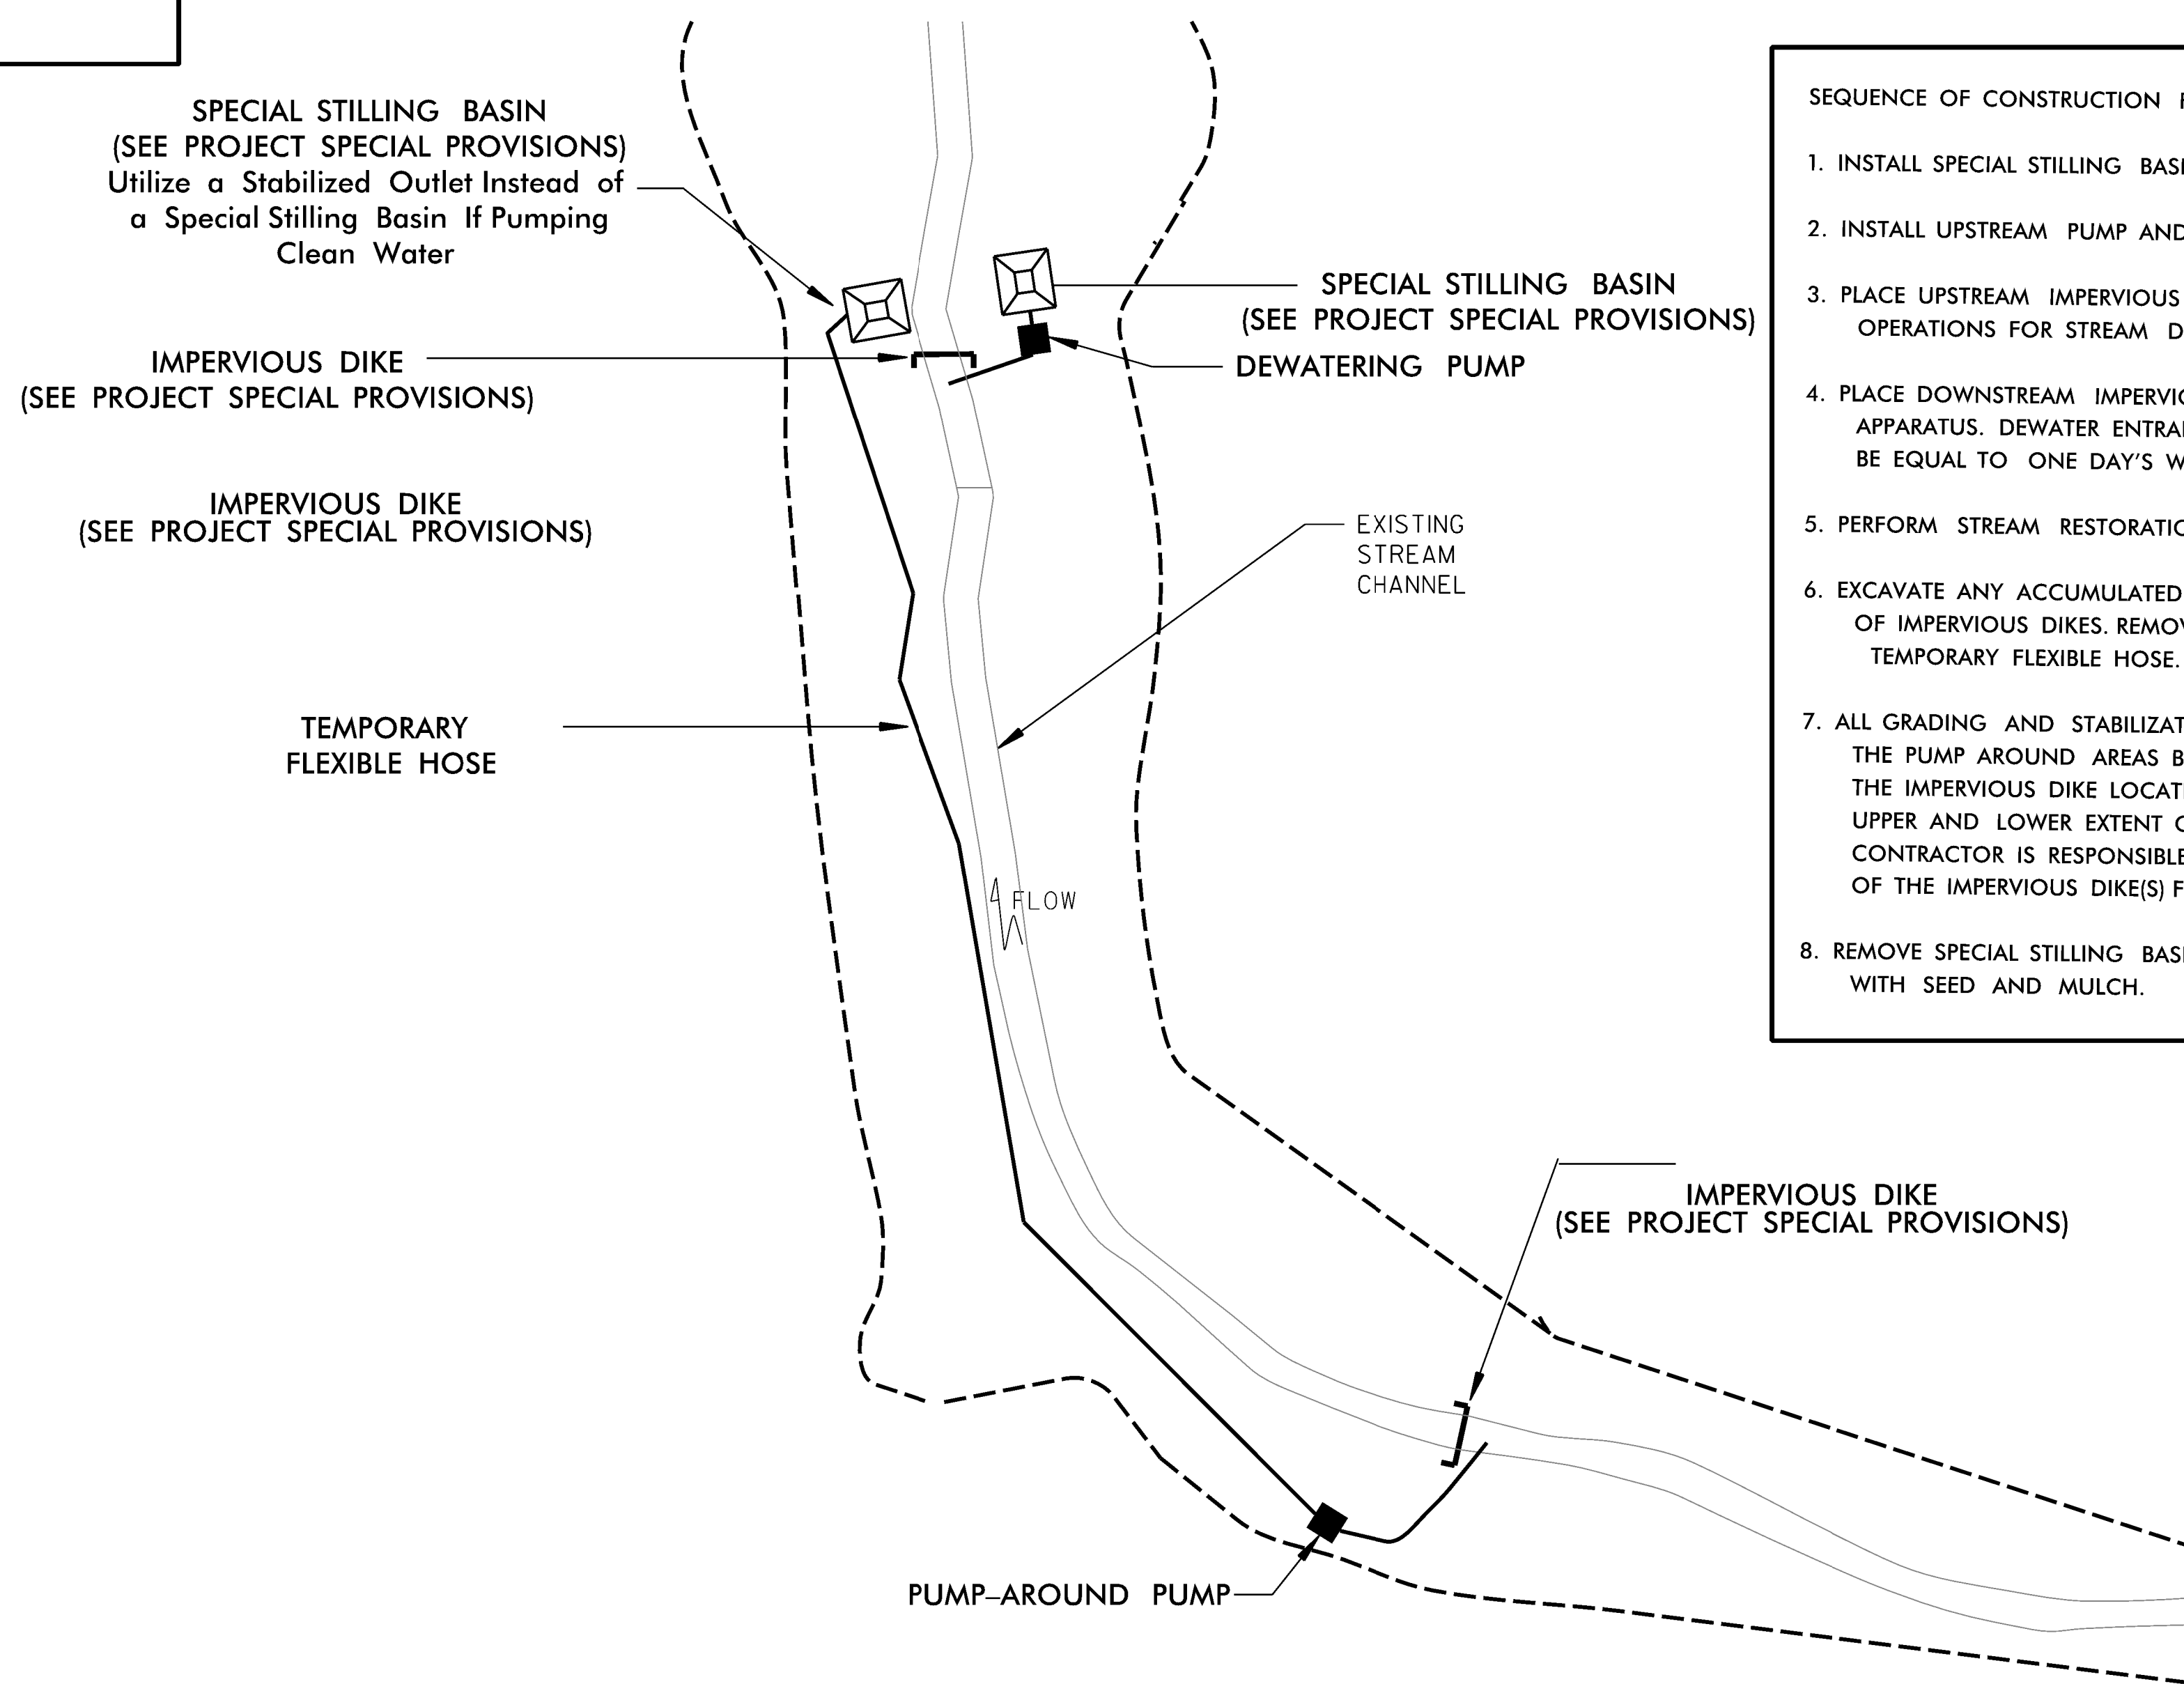 SPECIAL STILLING BASIN
(SEE PROJECT SPECIAL PROVISIONS)
Utilize a Stabilized Outlet Instead of
a Special Stilling Basin If Pumping
Clean Water
IMPERVIOUS DIKE
(SEE PROJECT SPECIAL PROVISIONS)
IMPERVIOUS DIKE
(SEE PROJECT SPECIAL PROVISIONS)
TEMPORARY
FLEXIBLE HOSE
SPECIAL STILLING BASIN
(SEE PROJECT SPECIAL PROVISIONS)
DEWATERING PUMP
EXISTING
STREAM
CHANNEL
FLOW
IMPERVIOUS DIKE
(SEE PROJECT SPECIAL PROVISIONS)
PUMP-AROUND PUMP
SEQUENCE OF CONSTRUCTION
1. INSTALL SPECIAL STILLING
2. INSTALL UPSTREAM PUMP AND
3. PLACE UPSTREAM IMPERVIOUS
OPERATIONS FOR STREAM
4. PLACE DOWNSTREAM
APPARATUS. DEWATER
BE EQUAL TO ONE DAY'S
5. PERFORM STREAM
6. EXCAVATE ANY ACCUMULATED
OF IMPERVIOUS DIKES.
TEMPORARY FLEXIBLE HOSE.
7. ALL GRADING AND
THE PUMP AROUND AREAS
THE IMPERVIOUS DIKE
UPPER AND LOWER EXTENT
CONTRACTOR IS RESPONSIBLE
OF THE IMPERVIOUS DIKE(S)
8. REMOVE SPECIAL STILLING
WITH SEED AND MULCH.